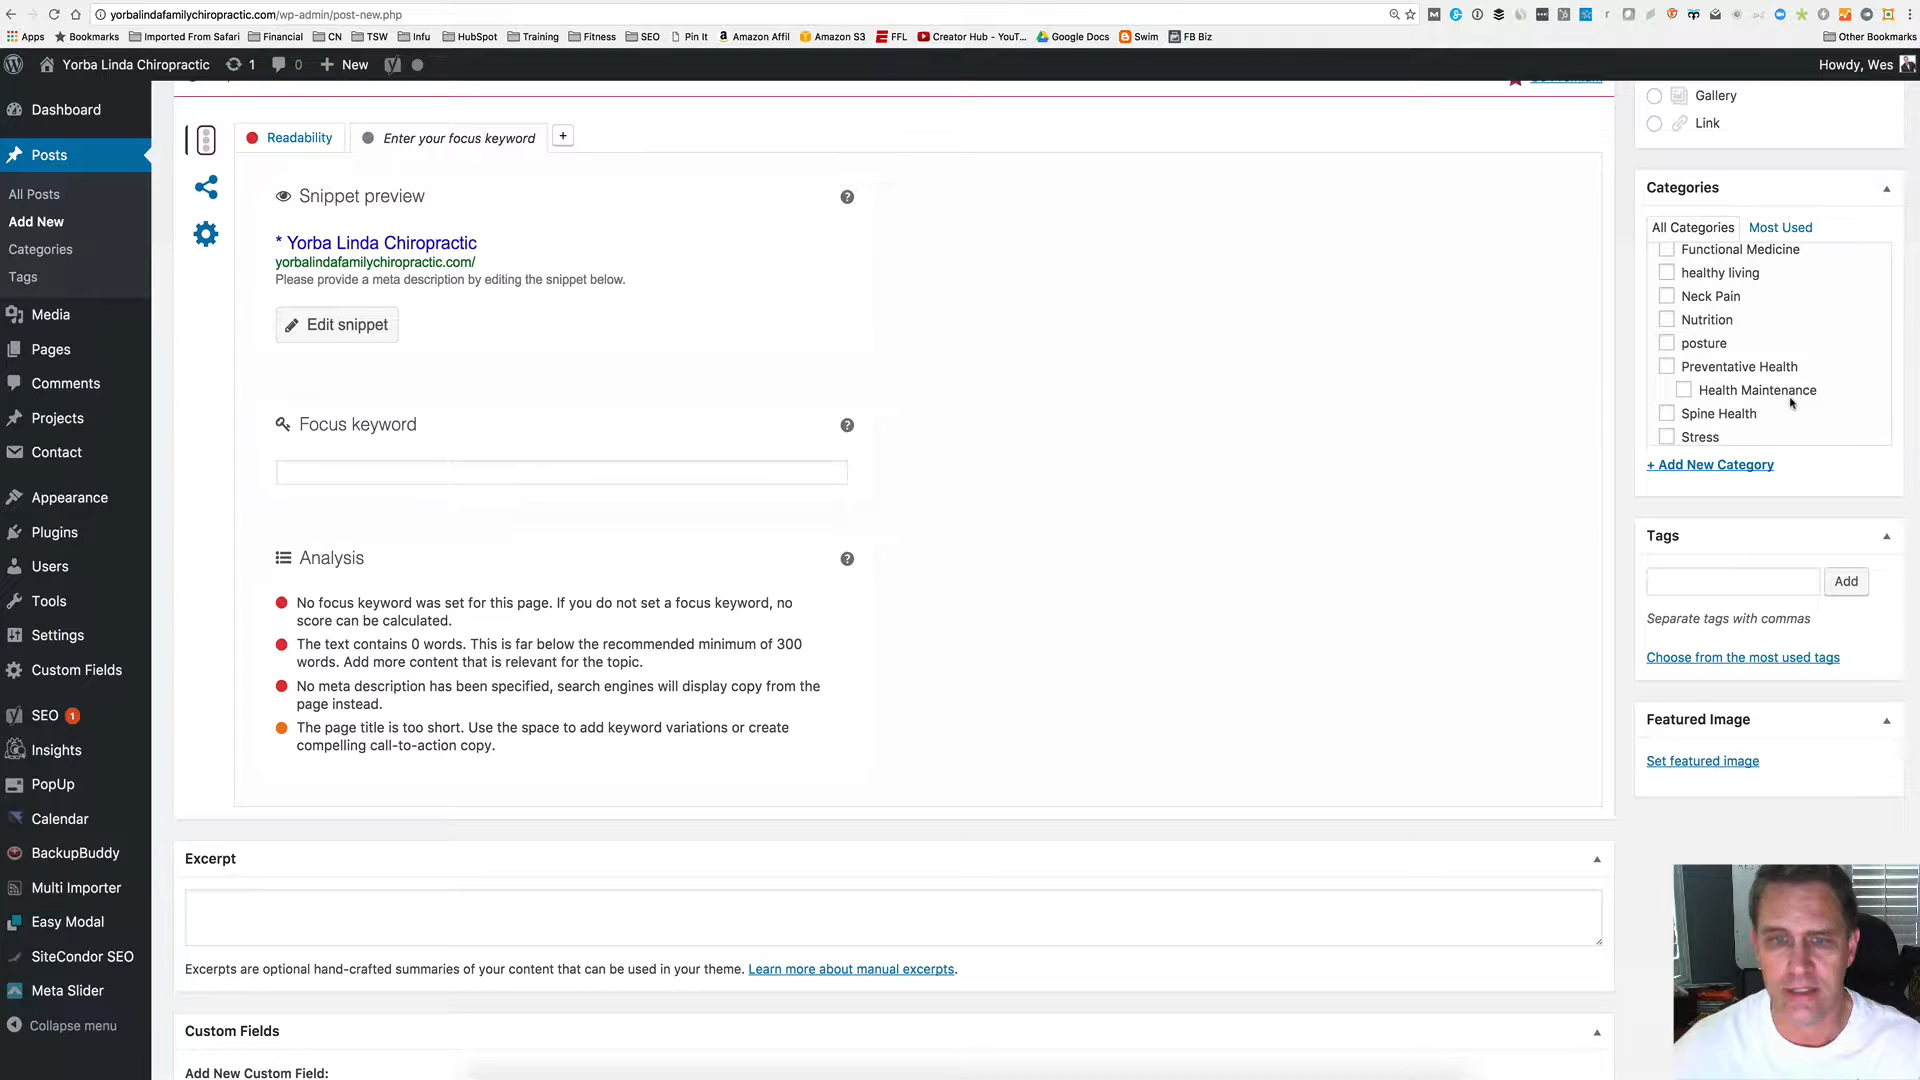 yorbalindafamilychiropractic.com/wp-admin/post-new.php
Apps
Bookmarks
Imported From Safari
Financial
CN
TSW
Infu
HubSpot
Training
Fitness
SEO
Pin It
Amazon Affil
Amazon S3
FFL
Creator Hub - YouT...
Google Docs
Swim
FB Biz
Other Bookmarks
Yorba Linda Chiropractic
1
0
New
Howdy, Wes
Dashboard
Posts
All Posts
Add New
Categories
Tags
Media
Pages
Comments
Projects
Contact
Appearance
Plugins
Users
Tools
Settings
Custom Fields
SEO 1
Insights
PopUp
Calendar
BackupBuddy
Multi Importer
Easy Modal
SiteCondor SEO
Meta Slider
Collapse menu
Readability
Enter your focus keyword
+
Snippet preview
* Yorba Linda Chiropractic
yorbalindafamilychiropractic.com/
Please provide a meta description by editing the snippet below.
Edit snippet
Focus keyword
Analysis
No focus keyword was set for this page. If you do not set a focus keyword, no
score can be calculated.
The text contains 0 words. This is far below the recommended minimum of 300
words. Add more content that is relevant for the topic.
No meta description has been specified, search engines will display copy from the
page instead.
The page title is too short. Use the space to add keyword variations or create
compelling call-to-action copy.
Excerpt
Excerpts are optional hand-crafted summaries of your content that can be used in your theme. Learn more about manual excerpts.
Custom Fields
Add New Custom Field:
Gallery
Link
Categories
All Categories
Most Used
Functional Medicine
healthy living
Neck Pain
Nutrition
posture
Preventative Health
Health Maintenance
Spine Health
Stress
+ Add New Category
Tags
Add
Separate tags with commas
Choose from the most used tags
Featured Image
Set featured image